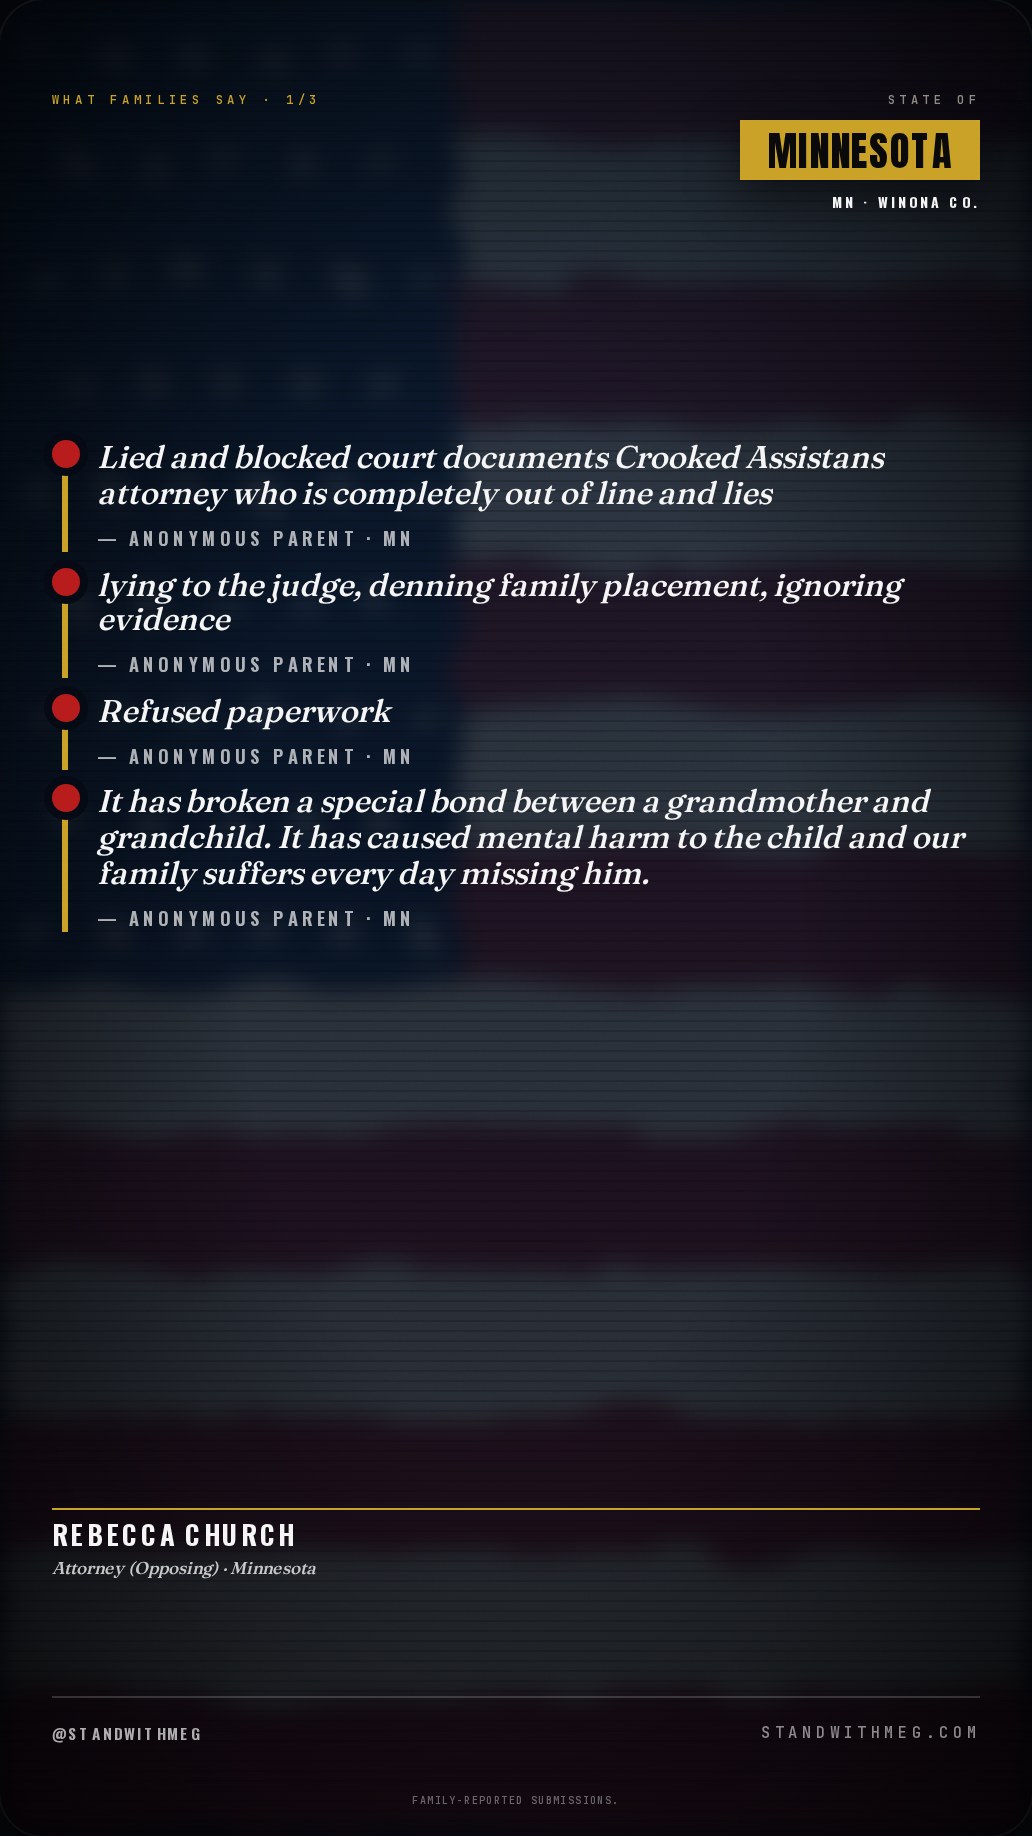 WHAT FAMILIES SAY · 1/3
STATE OF
MINNESOTA
MN · WINONA CO.
Lied and blocked court documents Crooked Assistans
attorney who is completely out of line and lies
— ANONYMOUS PARENT · MN
lying to the judge, denning family placement, ignoring
evidence
— ANONYMOUS PARENT · MN
Refused paperwork
— ANONYMOUS PARENT · MN
It has broken a special bond between a grandmother and
grandchild. It has caused mental harm to the child and our
family suffers every day missing him.
— ANONYMOUS PARENT · MN
REBECCA CHURCH
Attorney (Opposing) · Minnesota
@STANDWITHMEG
STANDWITHMEG.COM
FAMILY-REPORTED SUBMISSIONS.